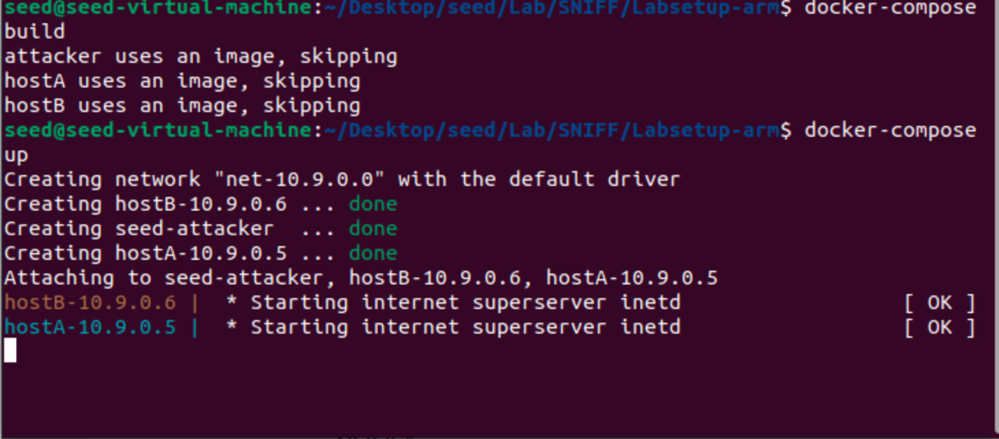 seed@seed-virtual-machine:~/Desktop/seed/Lab/SNIFF/Labsetup-arm$ docker-compose
build
attacker uses an image, skipping
hostA uses an image, skipping
hostB uses an image, skipping
seed@seed-virtual-machine:~/Desktop/seed/Lab/SNIFF/Labsetup-arm$ docker-compose
up
Creating network "net-10.9.0.0" with the default driver
Creating hostB-10.9.0.6 ... done
Creating seed-attacker  ... done
Creating hostA-10.9.0.5 ... done
Attaching to seed-attacker, hostB-10.9.0.6, hostA-10.9.0.5
hostB-10.9.0.6 |  * Starting internet superserver inetd                  [ OK ]
hostA-10.9.0.5 |  * Starting internet superserver inetd                  [ OK ]